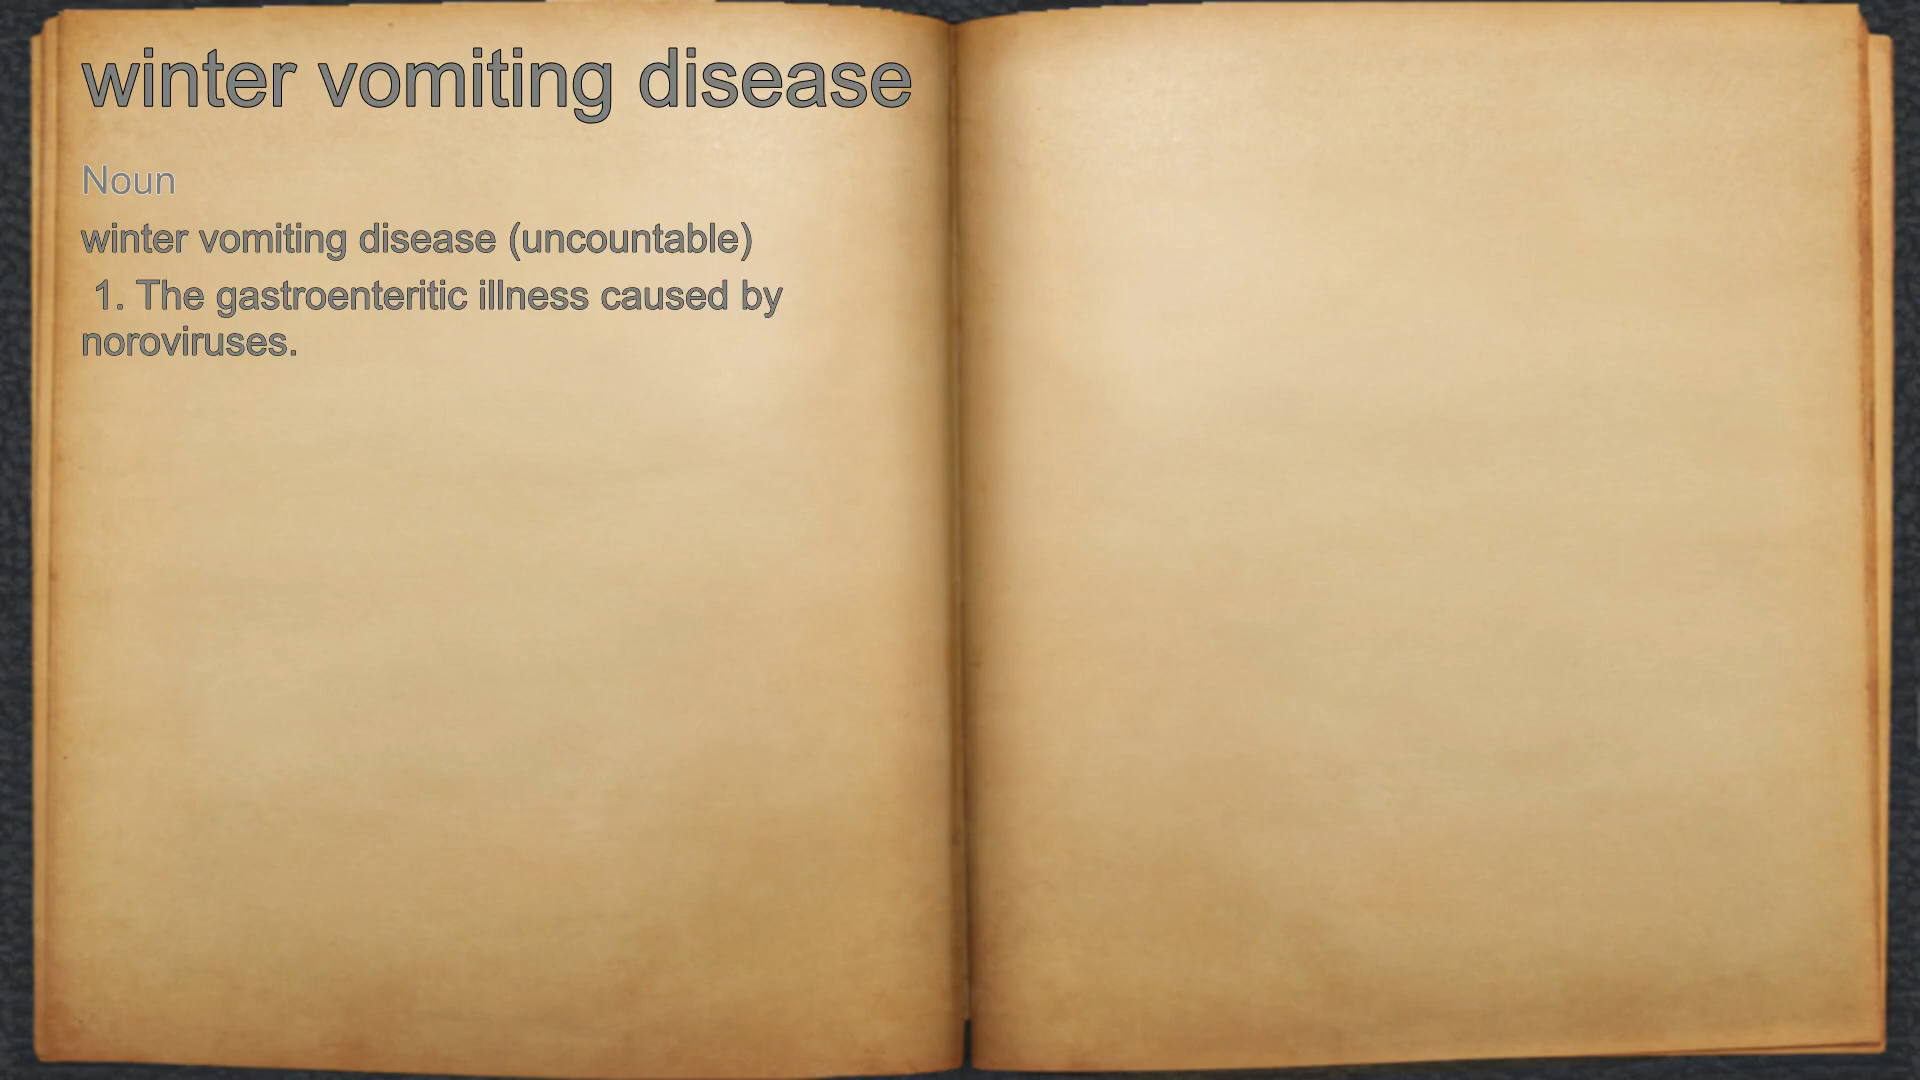 winter vomiting disease
Noun
winter vomiting disease (uncountable)
1. The gastroenteritic illness caused by
noroviruses.